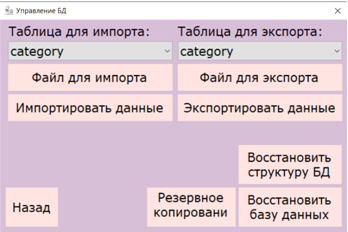 Управление БД
Таблица для импорта:
Таблица для экспорта:
category
category
Файл для импорта
Файл для экспорта
Импортировать данные
Экспортировать данные
Восстановить
структуру БД
Назад
Резервное
копировани
Восстановить
базу данных